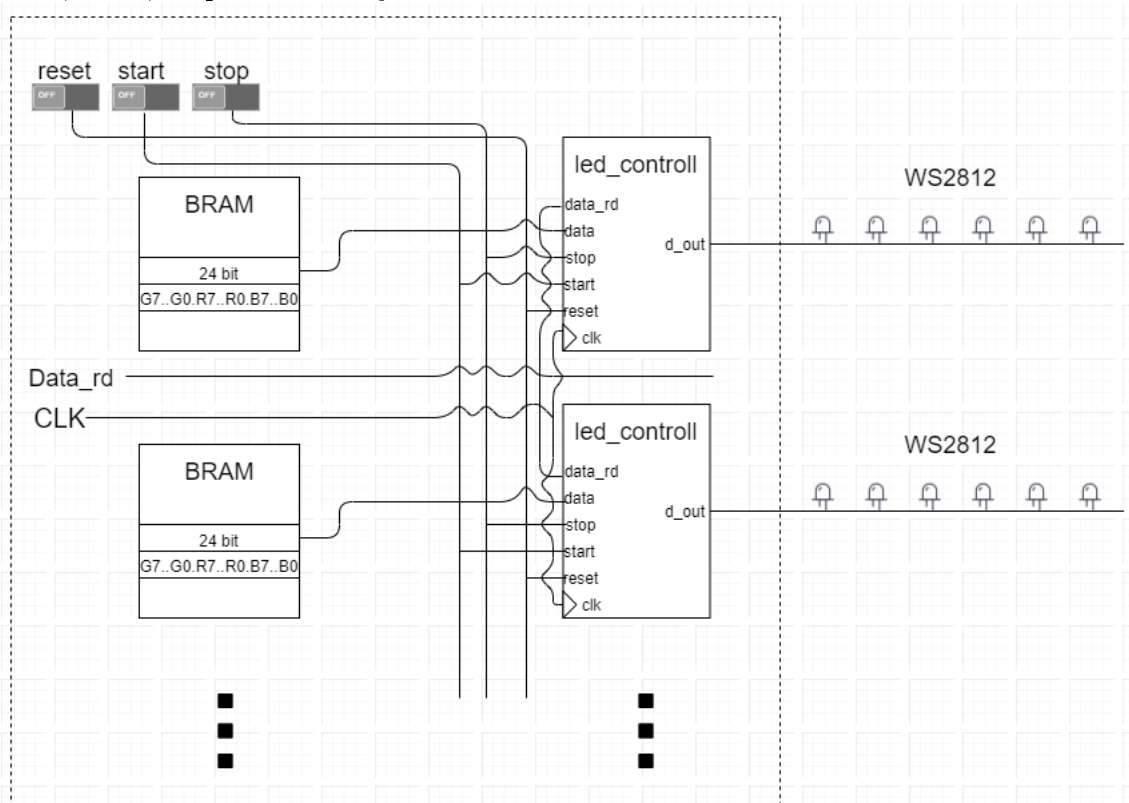 reset start stop
OFF OFF OFF
BRAM
24 bit
G7..G0.R7..R0.B7..B0
led_controll
data_rd
data
stop
start
reset
clk
d_out
WS2812
Data_rd
CLK
BRAM
24 bit
G7..G0.R7..R0.B7..B0
led_controll
data_rd
data
stop
start
reset
clk
d_out
WS2812